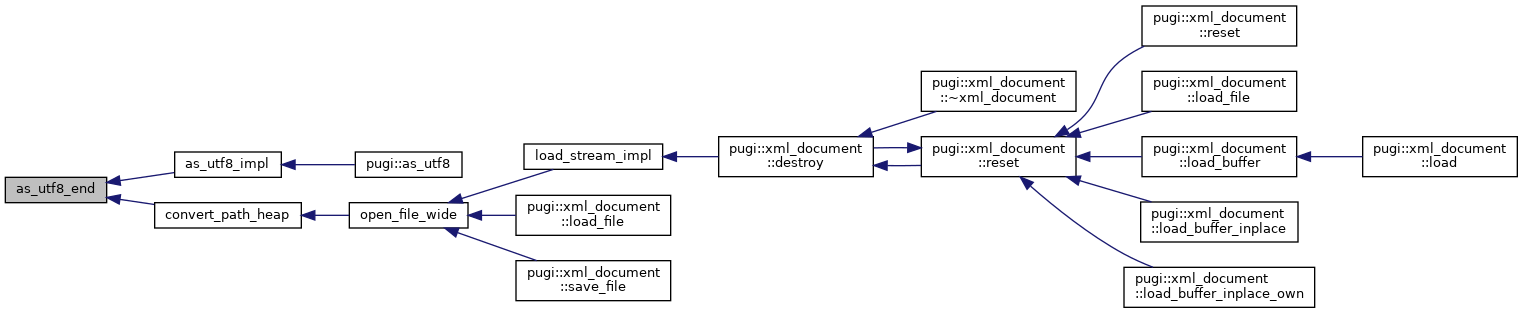 as_utf8_end
as_utf8_impl
convert_path_heap
pugi::as_utf8
open_file_wide
load_stream_impl
pugi::xml_document
::load_file
pugi::xml_document
::save_file
pugi::xml_document
::destroy
pugi::xml_document
::~xml_document
pugi::xml_document
::reset
pugi::xml_document
::reset
pugi::xml_document
::load_file
pugi::xml_document
::load_buffer
pugi::xml_document
::load_buffer_inplace
pugi::xml_document
::load_buffer_inplace_own
pugi::xml_document
::load